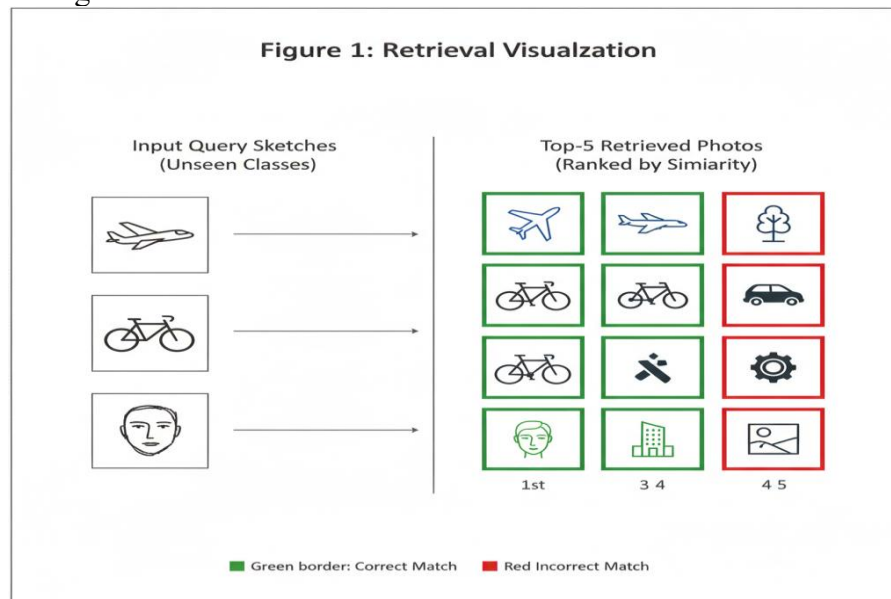 Figure 1: Retrieval Visualzation
Input Query Sketches
(Unseen Classes)
Top-5 Retrieved Photos
(Ranked by Simiarity)
1st 3 4 4 5
Green border: Correct Match Red Incorrect Match